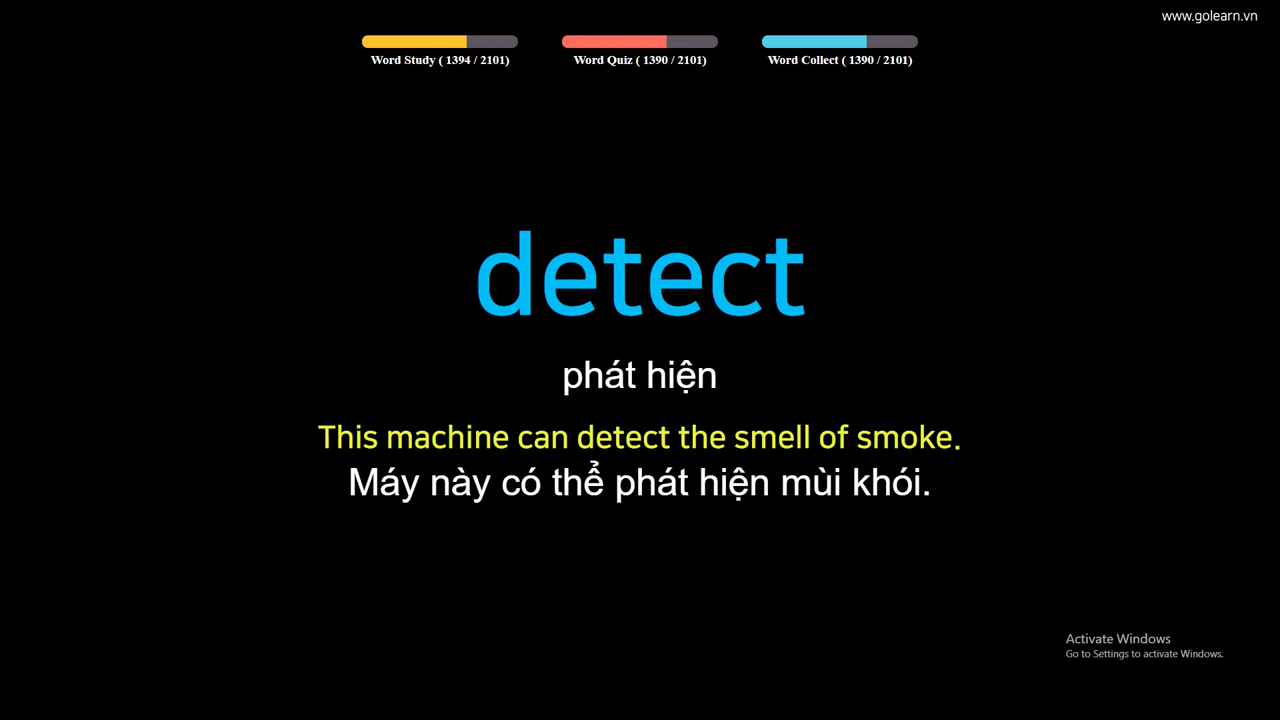 www.golearn.vn
Word Study ( 1394 / 2101)
Word Quiz ( 1390 / 2101)
Word Collect ( 1390 / 2101)
detect
phát hiện
This machine can detect the smell of smoke.
Máy này có thể phát hiện mùi khói.
Activate Windows
Go to Settings to activate Windows.